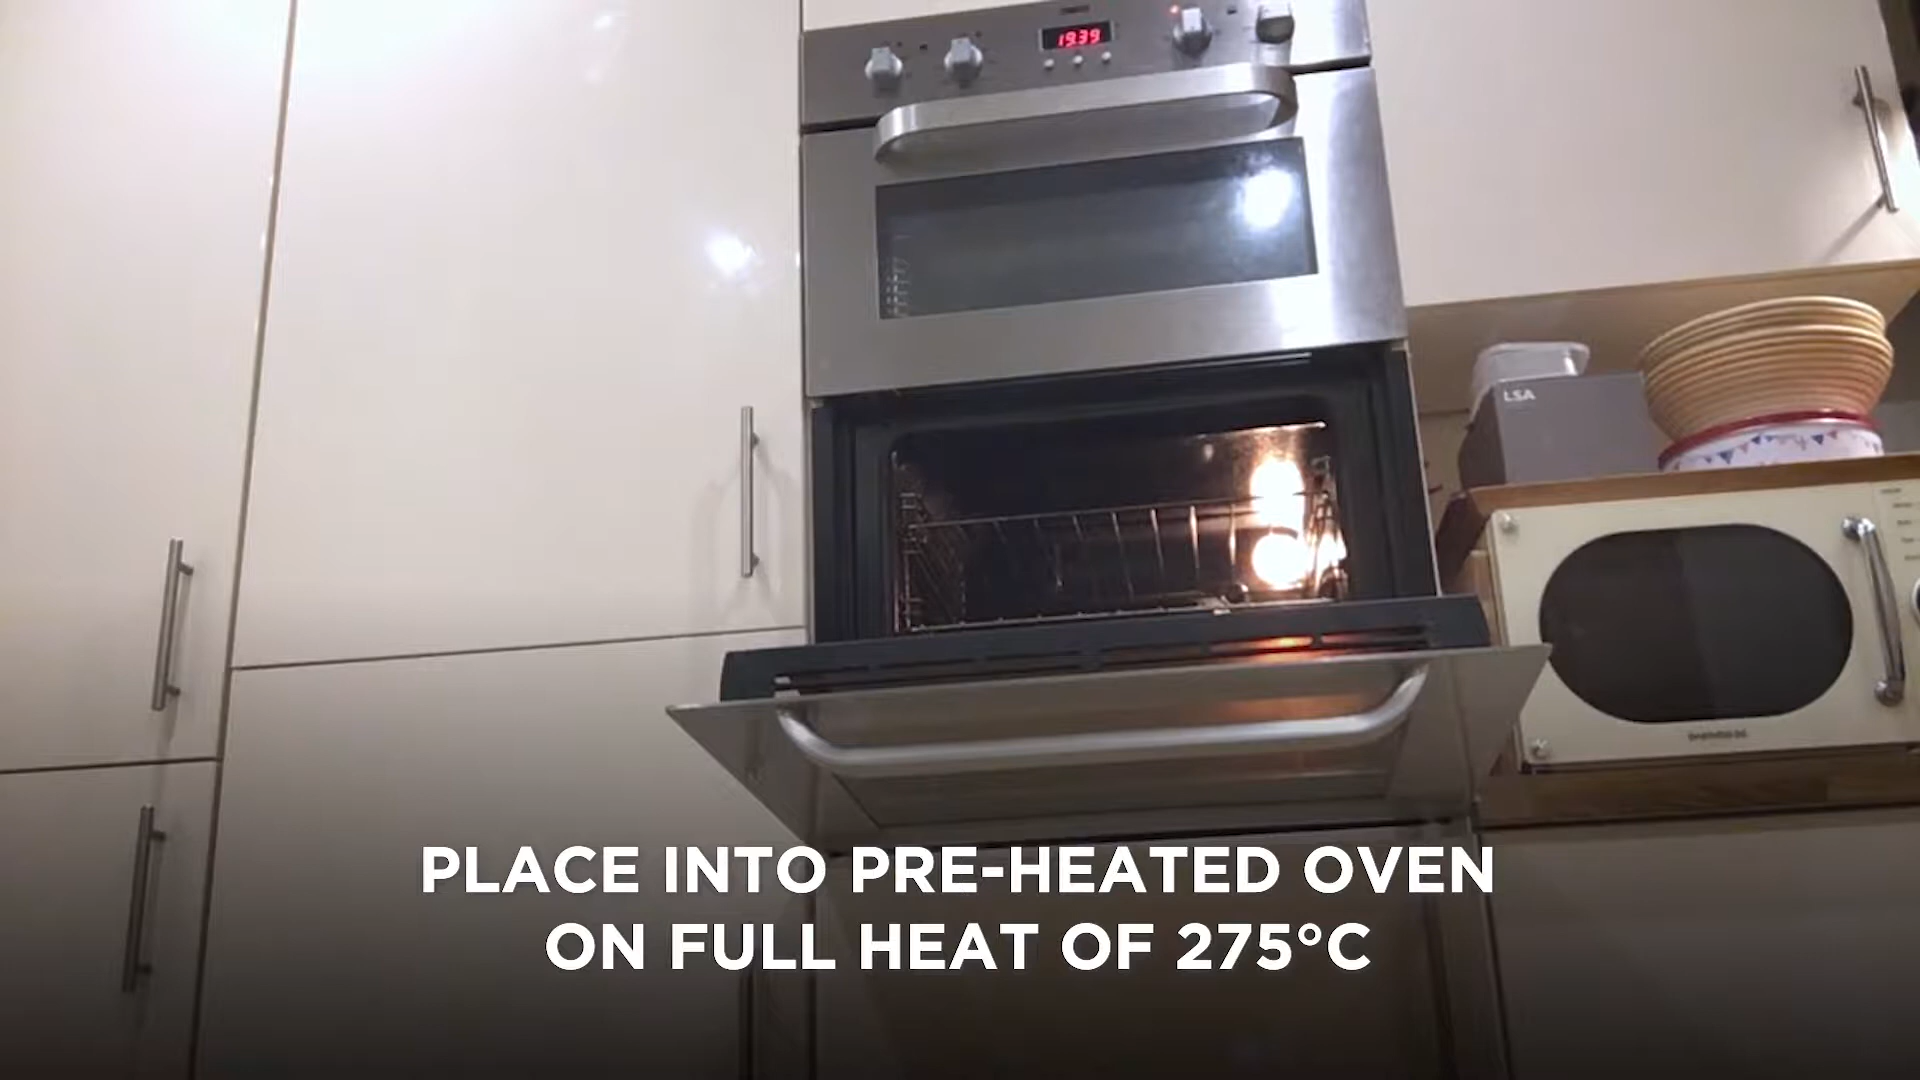 19.39
LSA
PLACE INTO PRE-HEATED OVEN
ON FULL HEAT OF 275°C